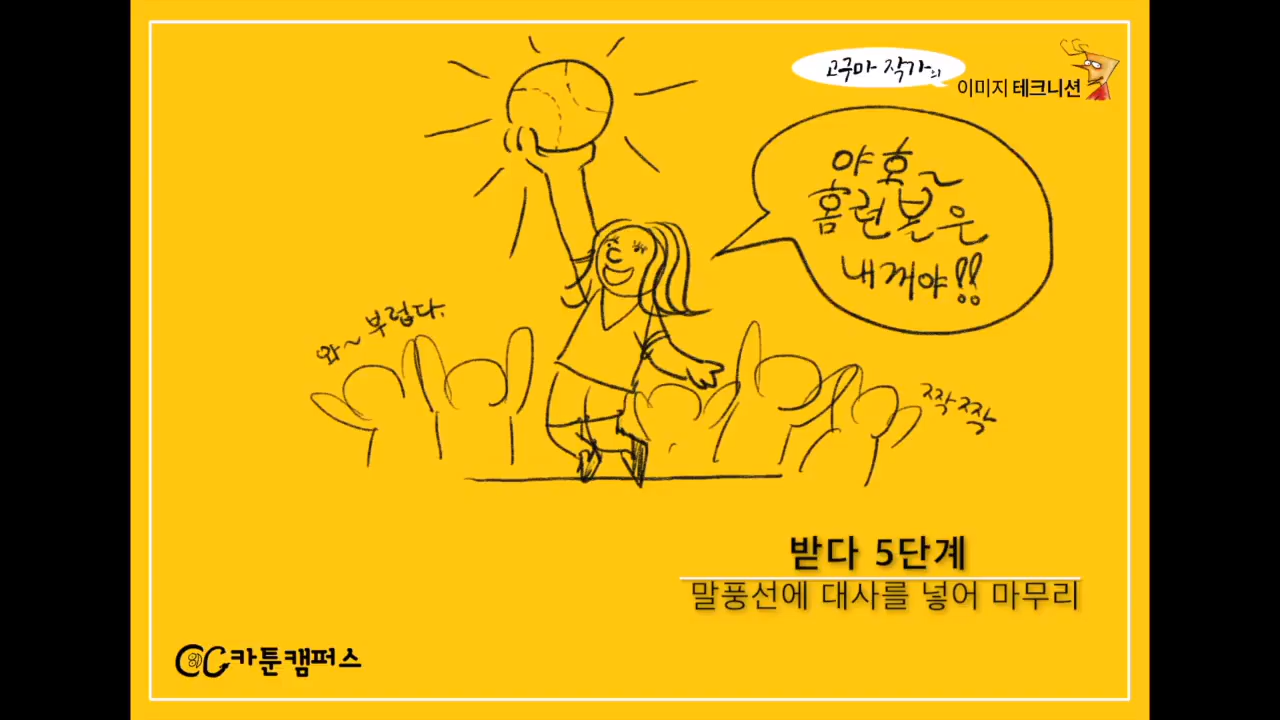 고구마 작가의
이미지 테크니션
야호~
홈런볼은
내꺼야!!
와~ 부럽다.
짝짝
받다 5단계
말풍선에 대사를 넣어 마무리
카툰캠퍼스